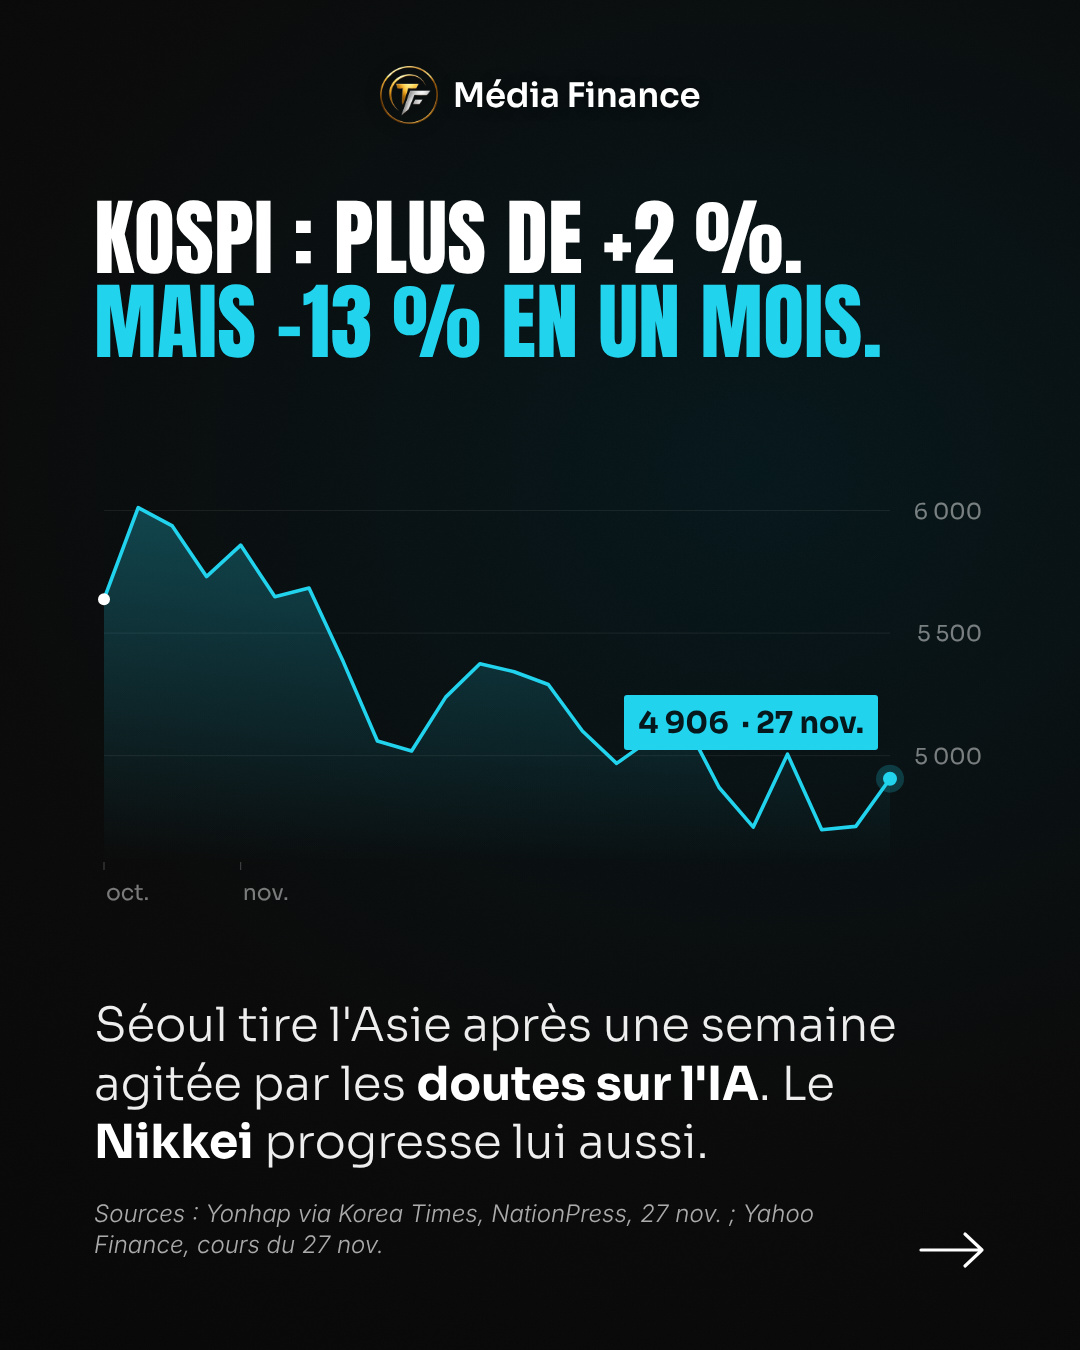 TF Média Finance
KOSPI : PLUS DE +2 %.
MAIS -13 % EN UN MOIS.
6 000
5 500
4 906 · 27 nov.
5 000
oct.
nov.
Séoul tire l'Asie après une semaine
agitée par les doutes sur l'IA. Le
Nikkei progresse lui aussi.
Sources : Yonhap via Korea Times, NationPress, 27 nov. ; Yahoo
Finance, cours du 27 nov.